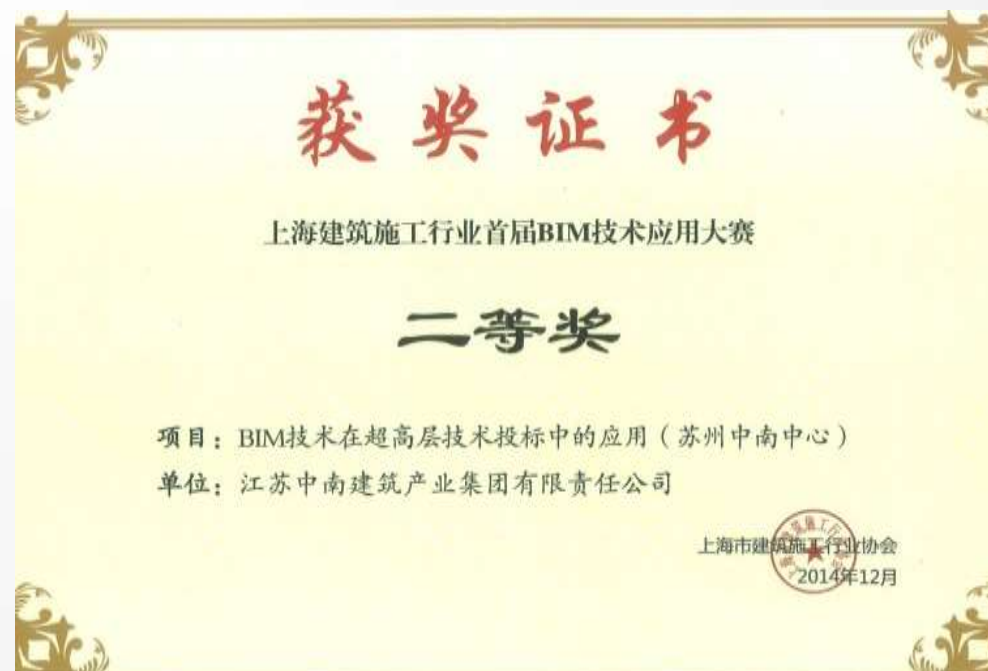 获奖证书
上海建筑施工行业首届BIM技术应用大赛
二等奖
项目：BIM技术在超高层技术投标中的应用（苏州中南中心）
单位：江苏中南建筑产业集团有限责任公司
上海市建筑施工行业协会
2014年12月